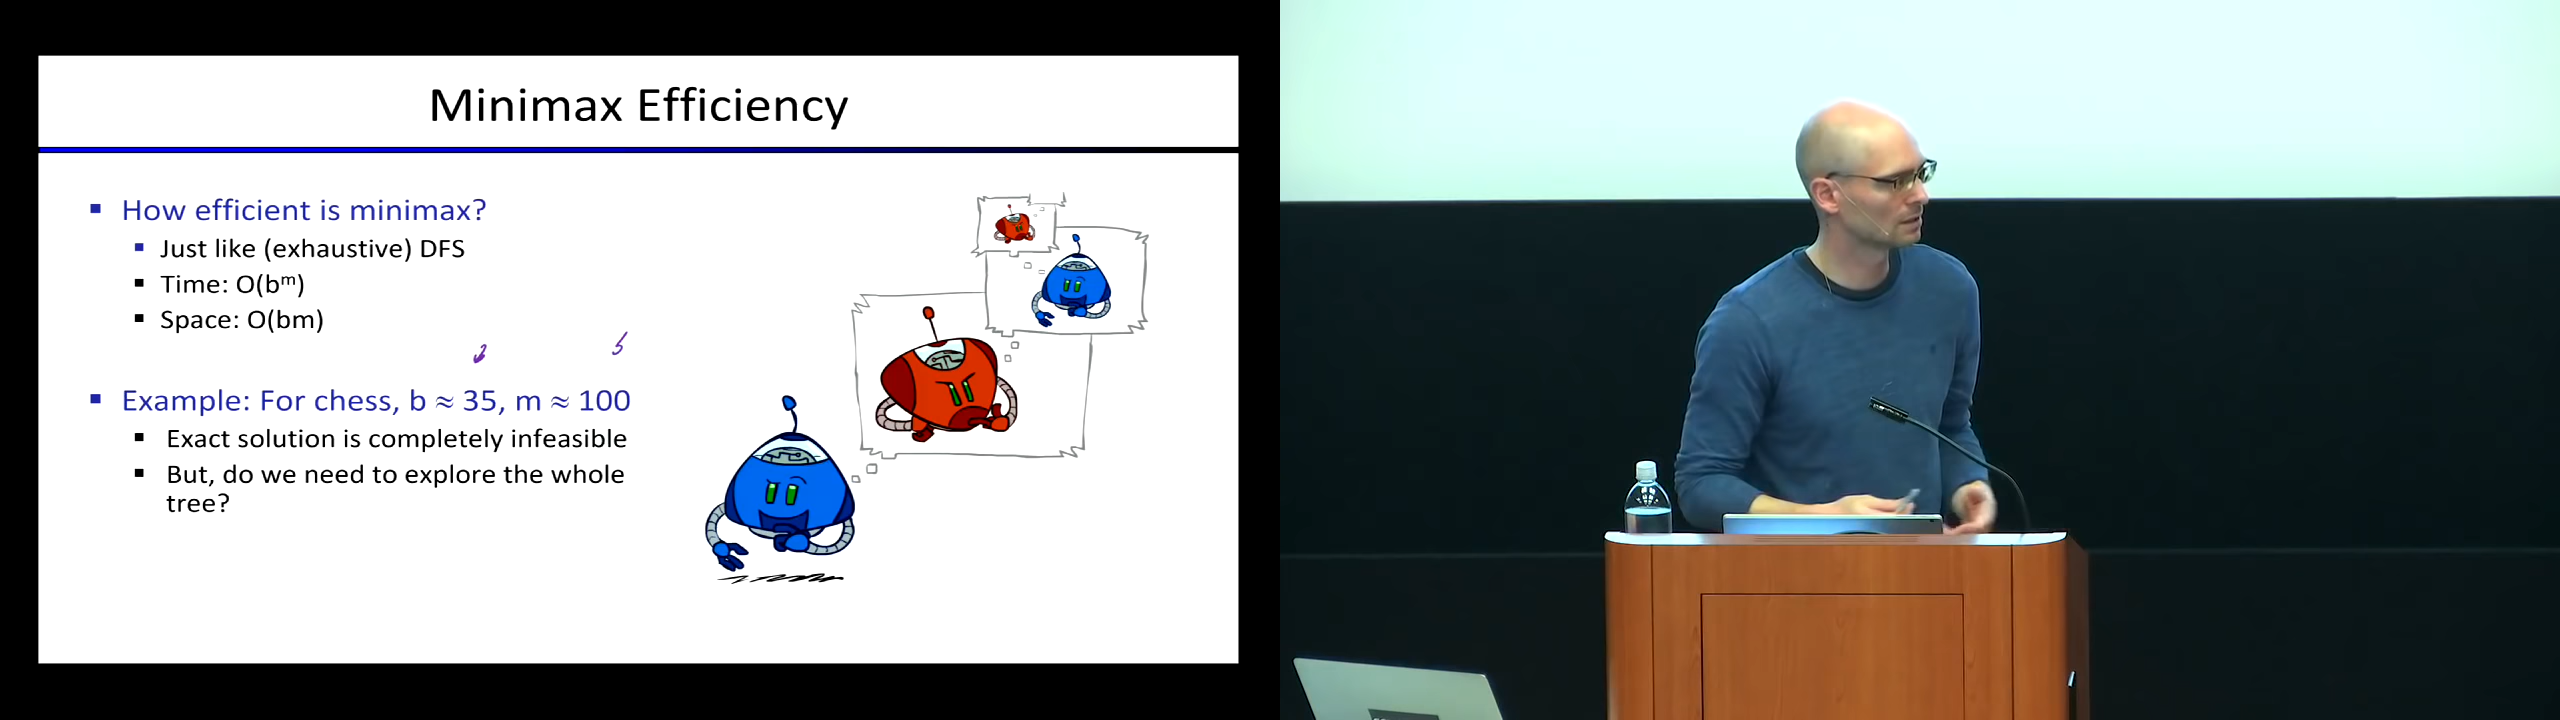 Minimax Efficiency
How efficient is minimax?
Just like (exhaustive) DFS
Time: O(bᵐ)
Space: O(bm)
5
Example: For chess, b ≈ 35, m ≈ 100
Exact solution is completely infeasible
But, do we need to explore the whole
tree?